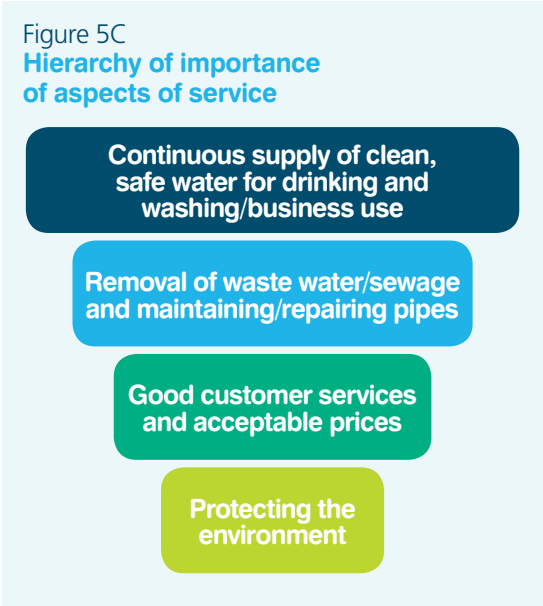 Figure 5C
Hierarchy of importance
of aspects of service
Continuous supply of clean,
safe water for drinking and
washing/business use
Removal of waste water/sewage
and maintaining/repairing pipes
Good customer services
and acceptable prices
Protecting the
environment